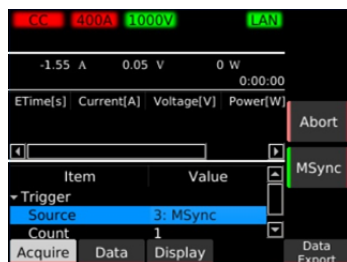 CC 400A 1000V LAN
-1.55 A 0.05 V 0 W
0:00:00
ETime[s] Current[A] Voltage[V] Power[W]
Abort
MSync
Item Value
Trigger
Source 3: MSync
Count 1
Acquire Data Display
Data
Export